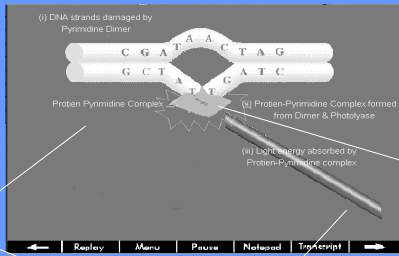 (i) DNA strands damaged by
Pyrimidine Dimer
C G A T A A C T A G
G C T A T T G A T C
Protien Pyrimidine Complex
(ii) Protien-Pyrimidine Complex formed
from Dimer & Photolyase
(iii) Light energy absorbed by
Protien-Pyrimidine complex
Replay Menu Pause Notepad Transcript